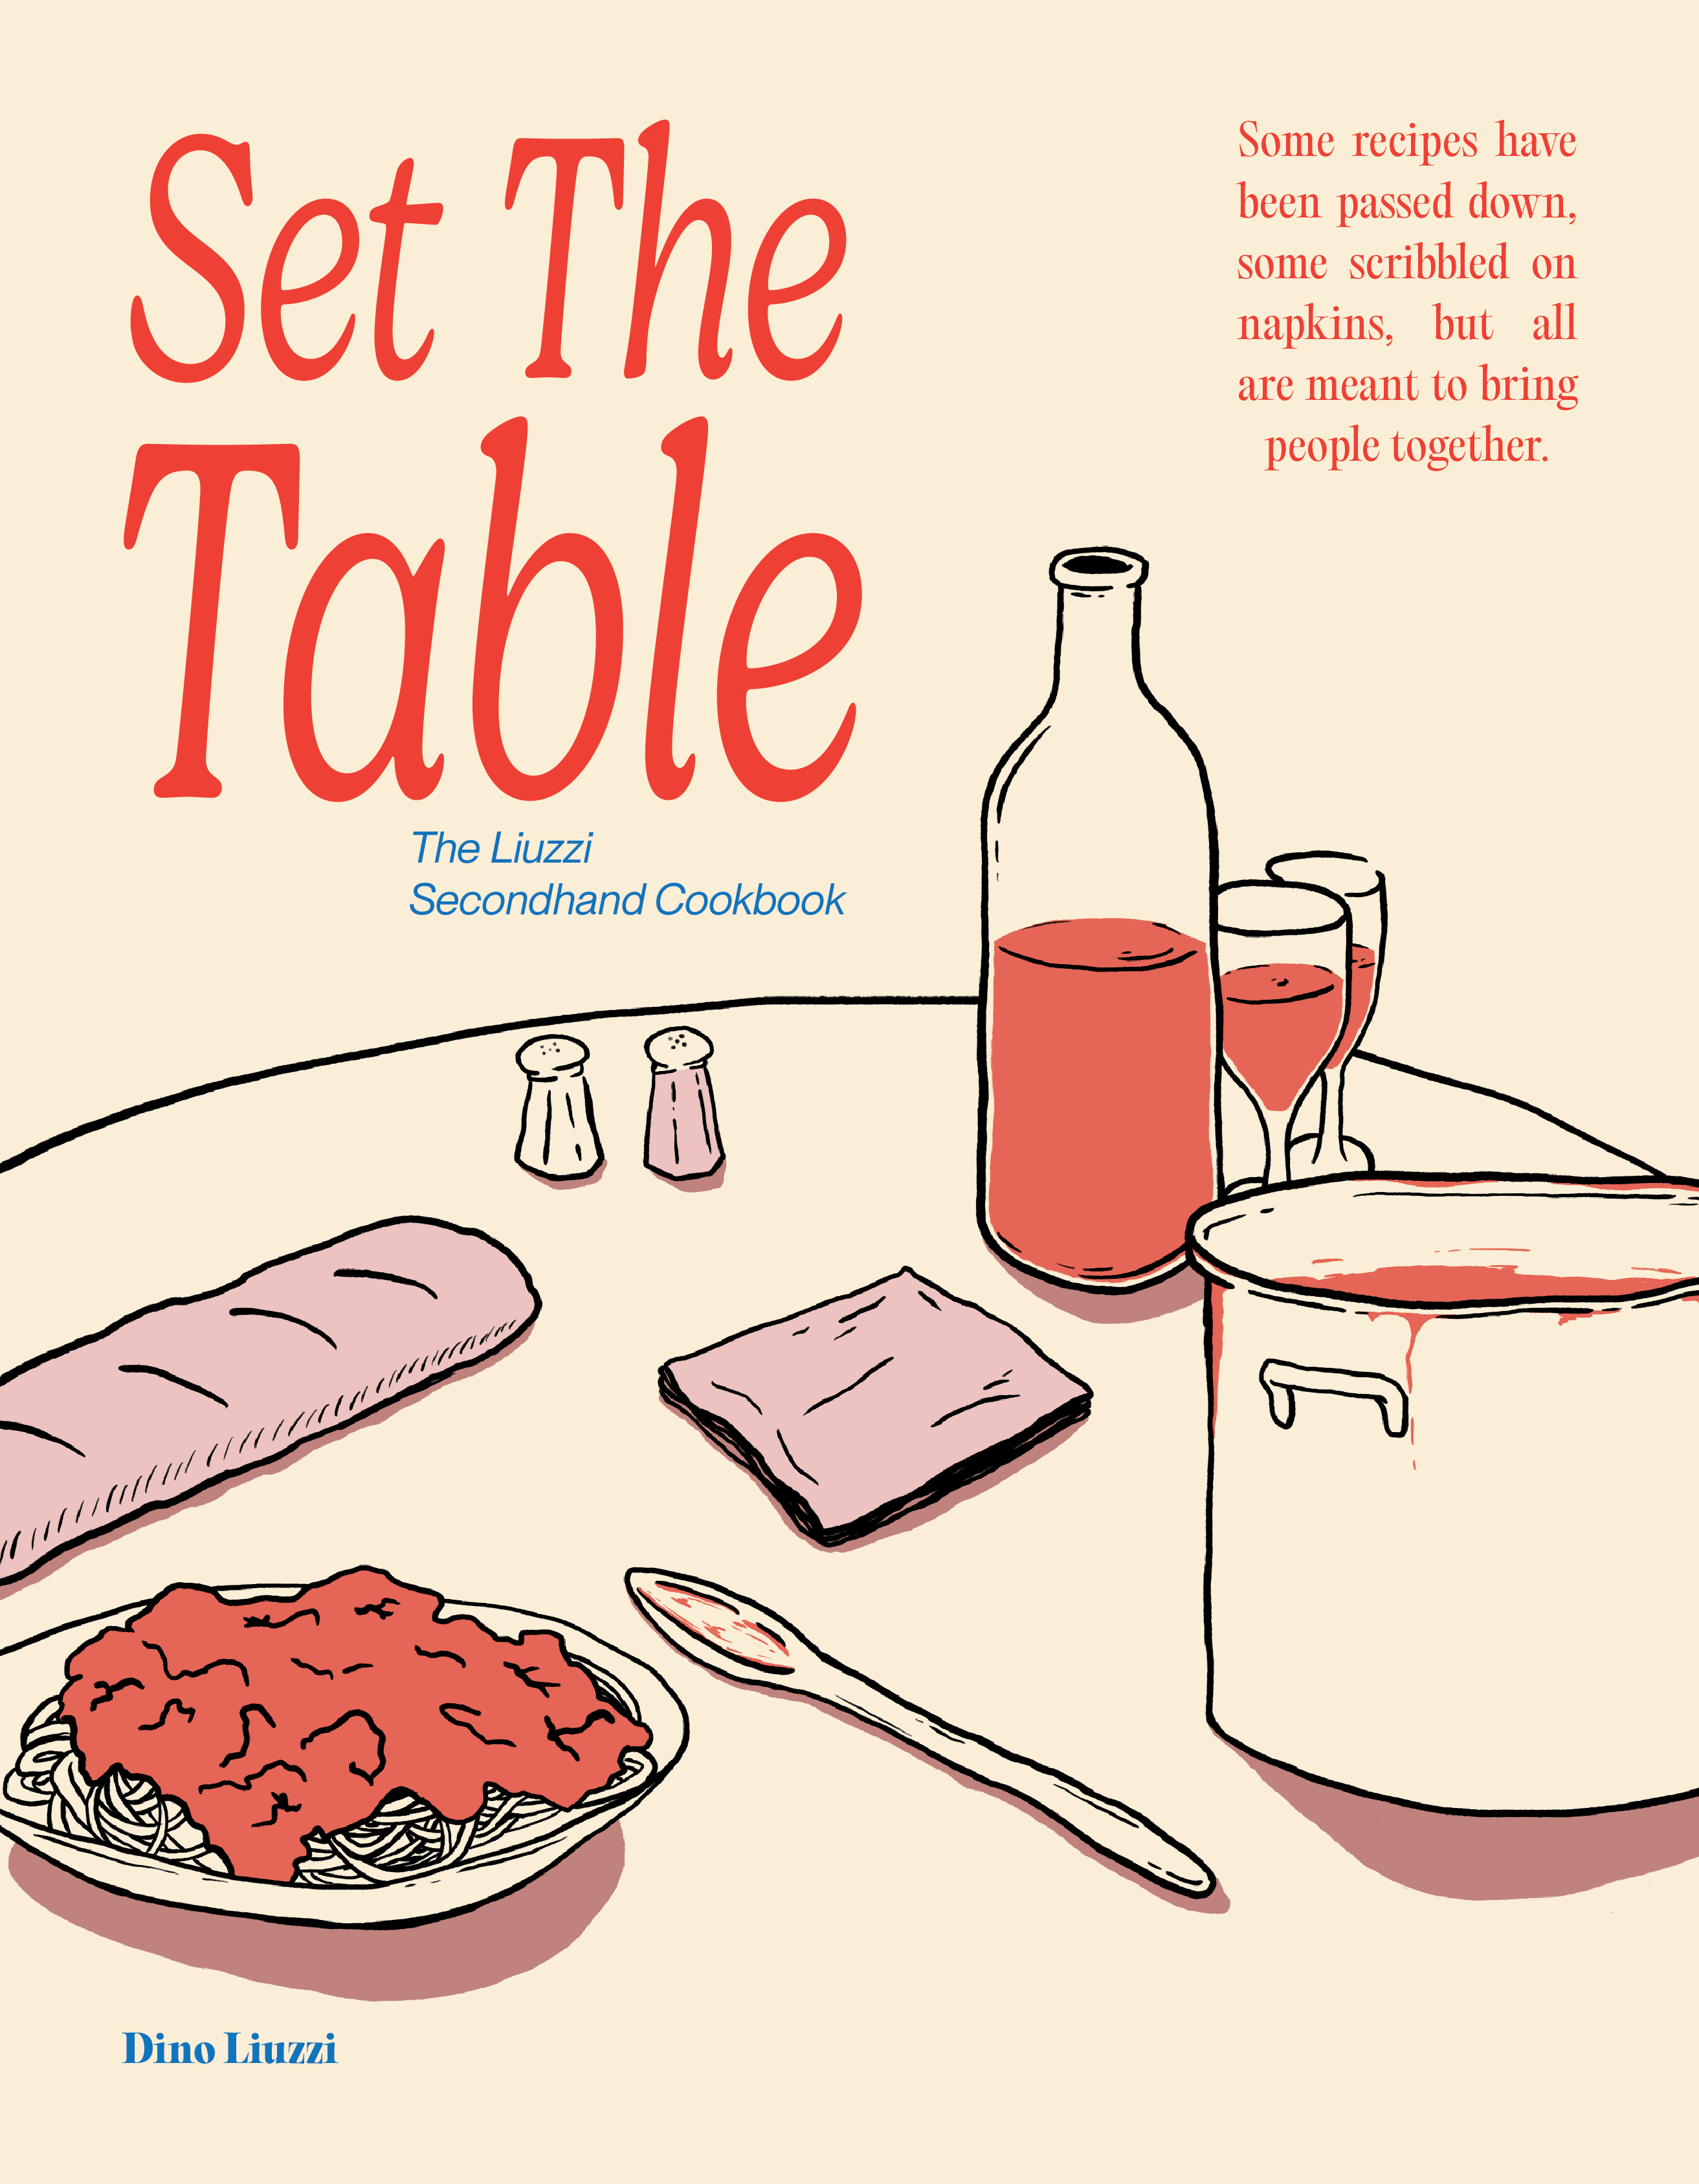 Set The
Table
The Liuzzi
Secondhand Cookbook
Some recipes have
been passed down,
some scribbled on
napkins, but all
are meant to bring
people together.
Dino Liuzzi